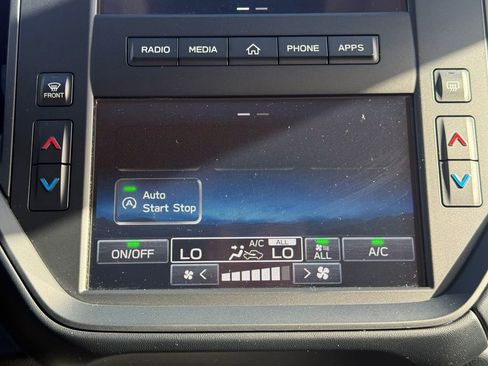 RADIO MEDIA PHONE APPS
FRONT
Auto
A Start Stop
A/C ALL
ON/OFF LO LO ALL A/C